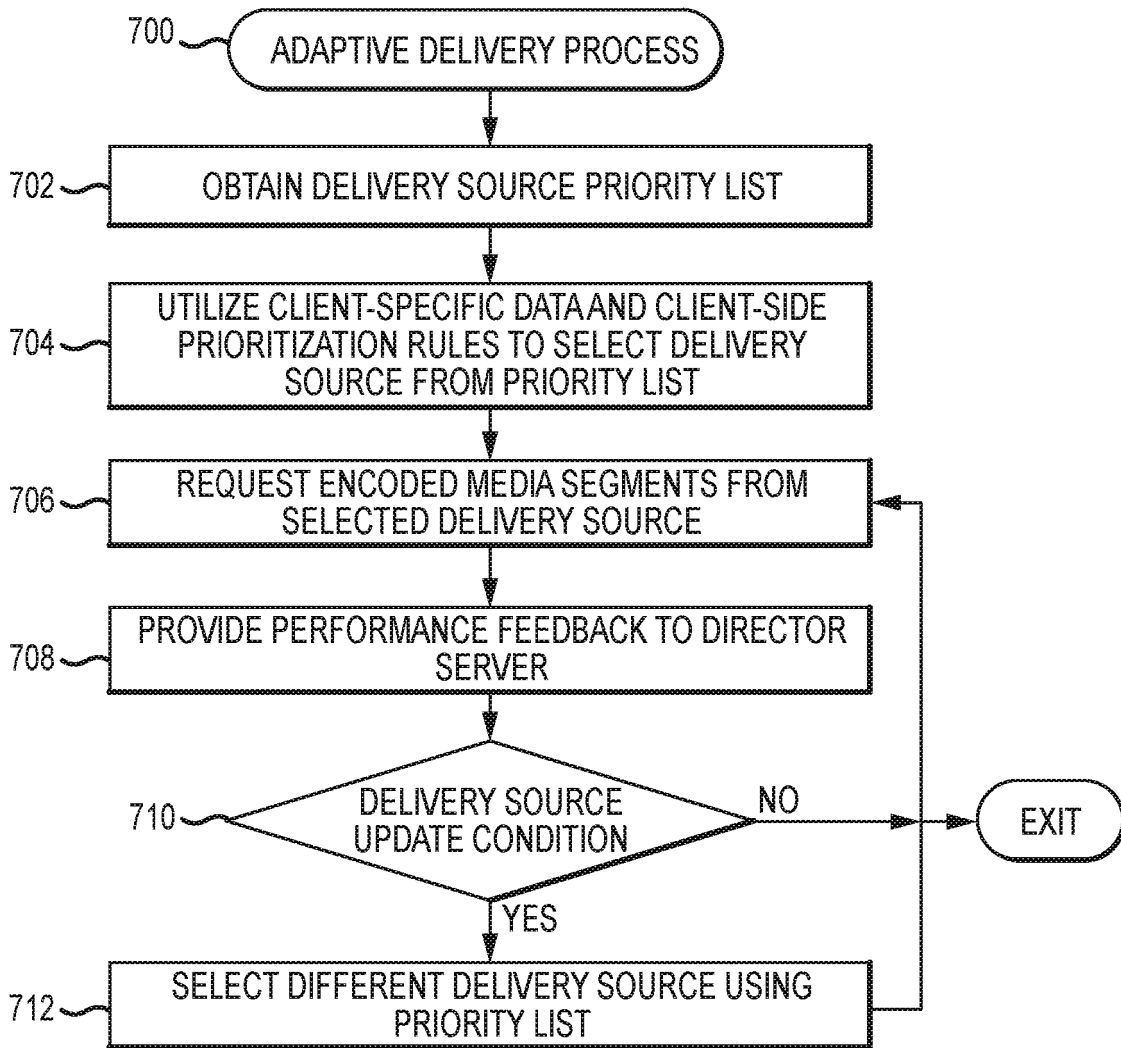 700
ADAPTIVE DELIVERY PROCESS
702
OBTAIN DELIVERY SOURCE PRIORITY LIST
704
UTILIZE CLIENT-SPECIFIC DATA AND CLIENT-SIDE
PRIORITIZATION RULES TO SELECT DELIVERY
SOURCE FROM PRIORITY LIST
706
REQUEST ENCODED MEDIA SEGMENTS FROM
SELECTED DELIVERY SOURCE
708
PROVIDE PERFORMANCE FEEDBACK TO DIRECTOR
SERVER
710
DELIVERY SOURCE
UPDATE CONDITION
NO
EXIT
YES
712
SELECT DIFFERENT DELIVERY SOURCE USING
PRIORITY LIST